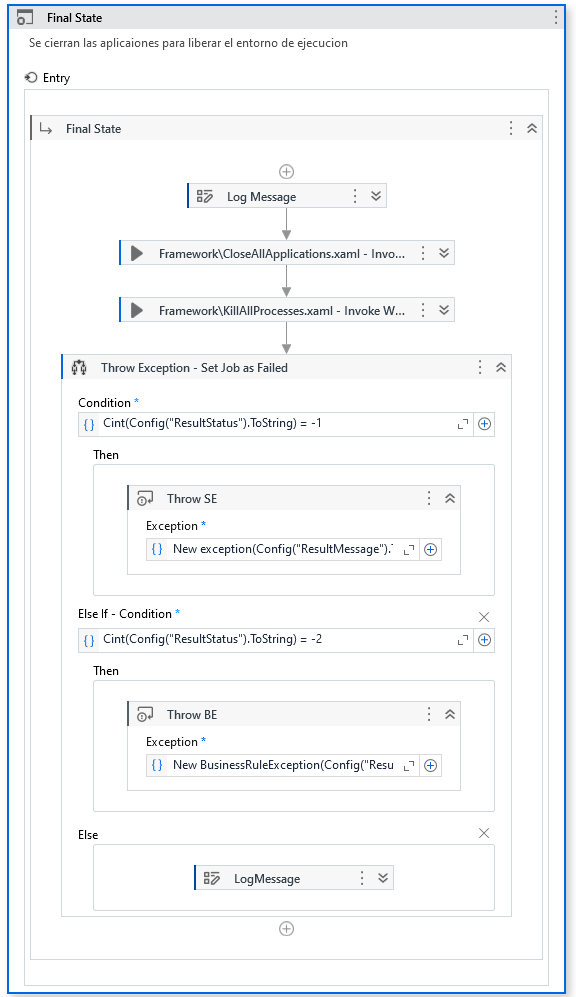 Final State
Se cierran las aplicaiones para liberar el entorno de ejecucion
Entry
Final State
Log Message
Framework\CloseAllApplications.xaml - Invo...
Framework\KillAllProcesses.xaml - Invoke W...
Throw Exception - Set Job as Failed
Condition *
{ } Cint(Config("ResultStatus").ToString) = -1
Then
Throw SE
Exception *
{ } New exception(Config("ResultMessage").
Else If - Condition *
{ } Cint(Config("ResultStatus").ToString) = -2
Then
Throw BE
Exception *
{ } New BusinessRuleException(Config("Resu
Else
LogMessage